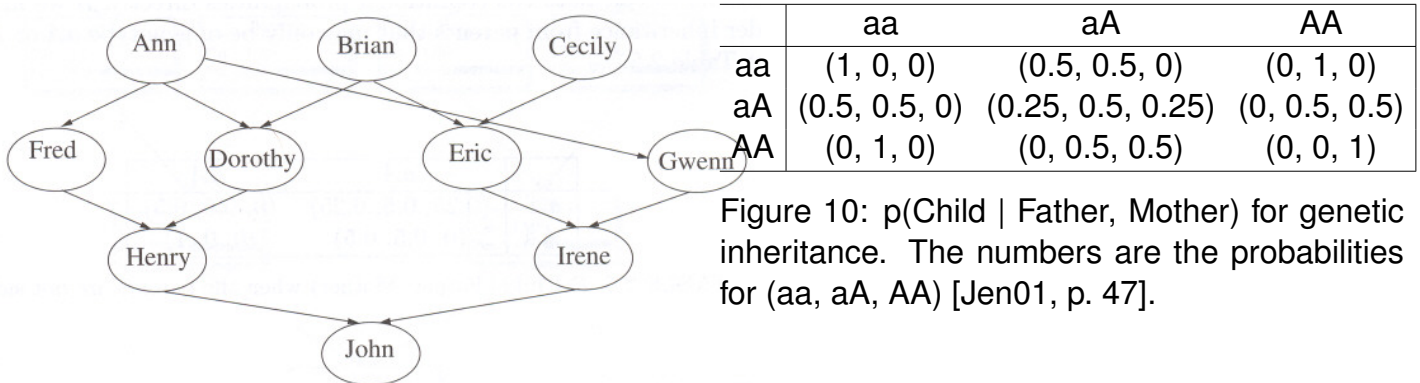 Ann Brian Cecily
Fred Dorothy Eric Gwenn
Henry Irene
John
aa aA AA
aa (1, 0, 0) (0.5, 0.5, 0) (0, 1, 0)
aA (0.5, 0.5, 0) (0.25, 0.5, 0.25) (0, 0.5, 0.5)
AA (0, 1, 0) (0, 0.5, 0.5) (0, 0, 1)
Figure 10: p(Child | Father, Mother) for genetic
inheritance. The numbers are the probabilities
for (aa, aA, AA) [Jen01, p. 47].